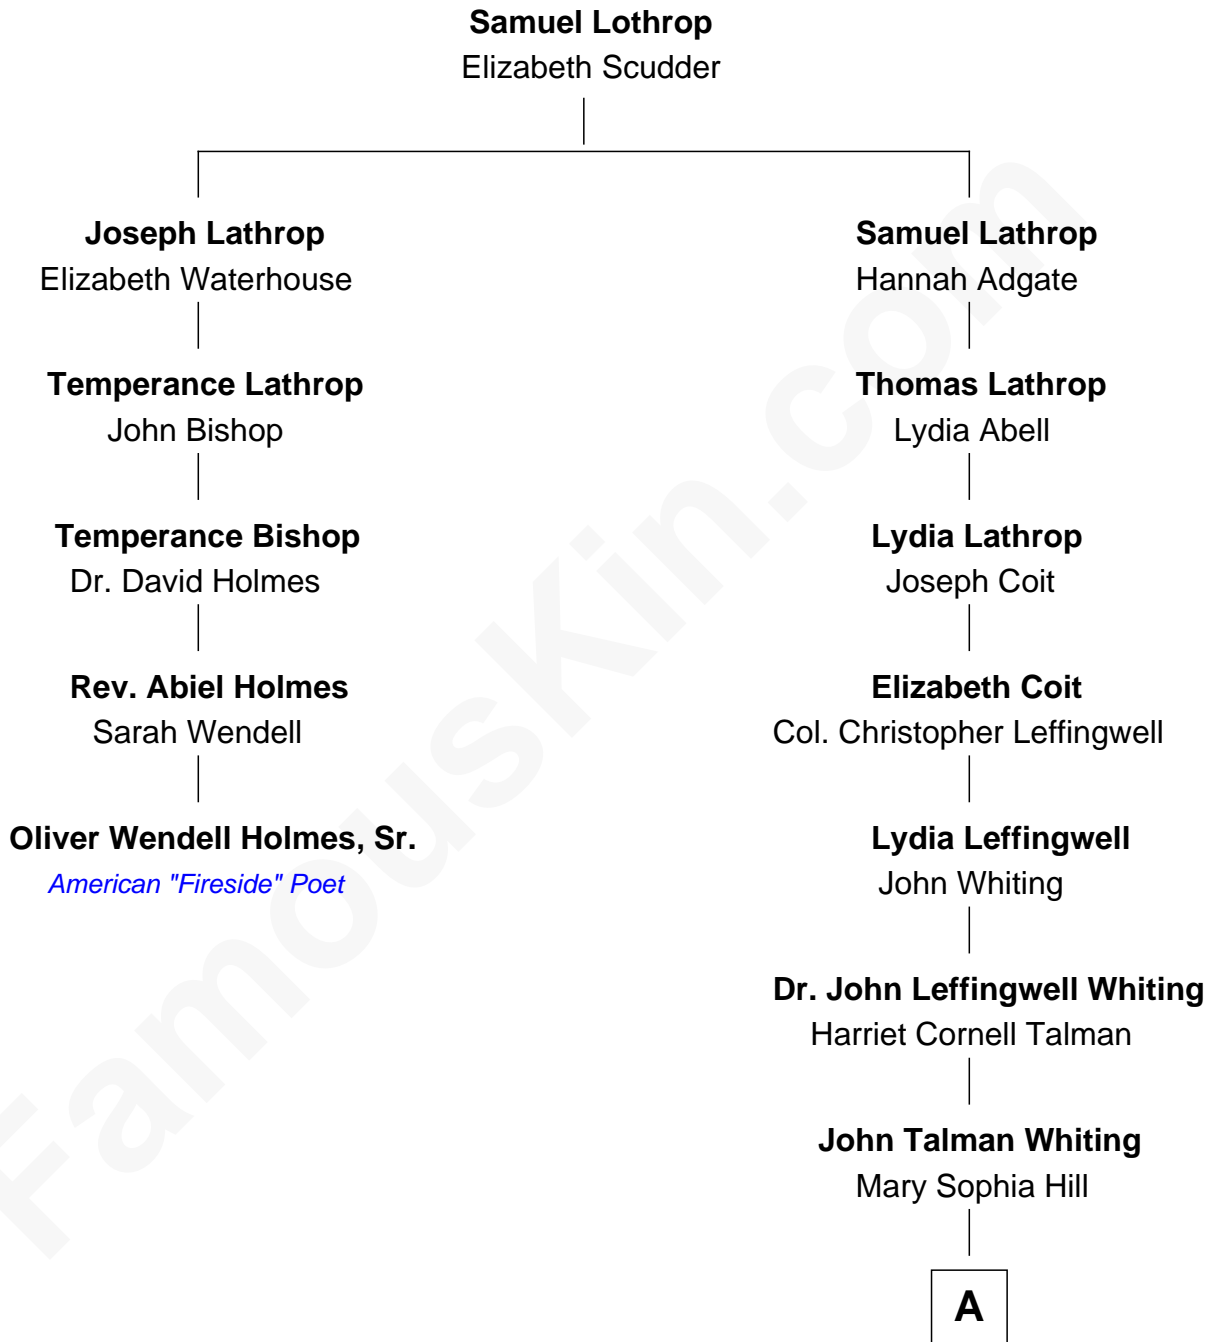 Samuel Lothrop
Elizabeth Scudder
Joseph Lathrop
Elizabeth Waterhouse
Samuel Lathrop
Hannah Adgate
Temperance Lathrop
John Bishop
Thomas Lathrop
Lydia Abell
Temperance Bishop
Dr. David Holmes
Lydia Lathrop
Joseph Coit
Rev. Abiel Holmes
Sarah Wendell
Elizabeth Coit
Col. Christopher Leffingwell
Oliver Wendell Holmes, Sr.
American "Fireside" Poet
Lydia Leffingwell
John Whiting
Dr. John Leffingwell Whiting
Harriet Cornell Talman
John Talman Whiting
Mary Sophia Hill
A
FamousKin.com